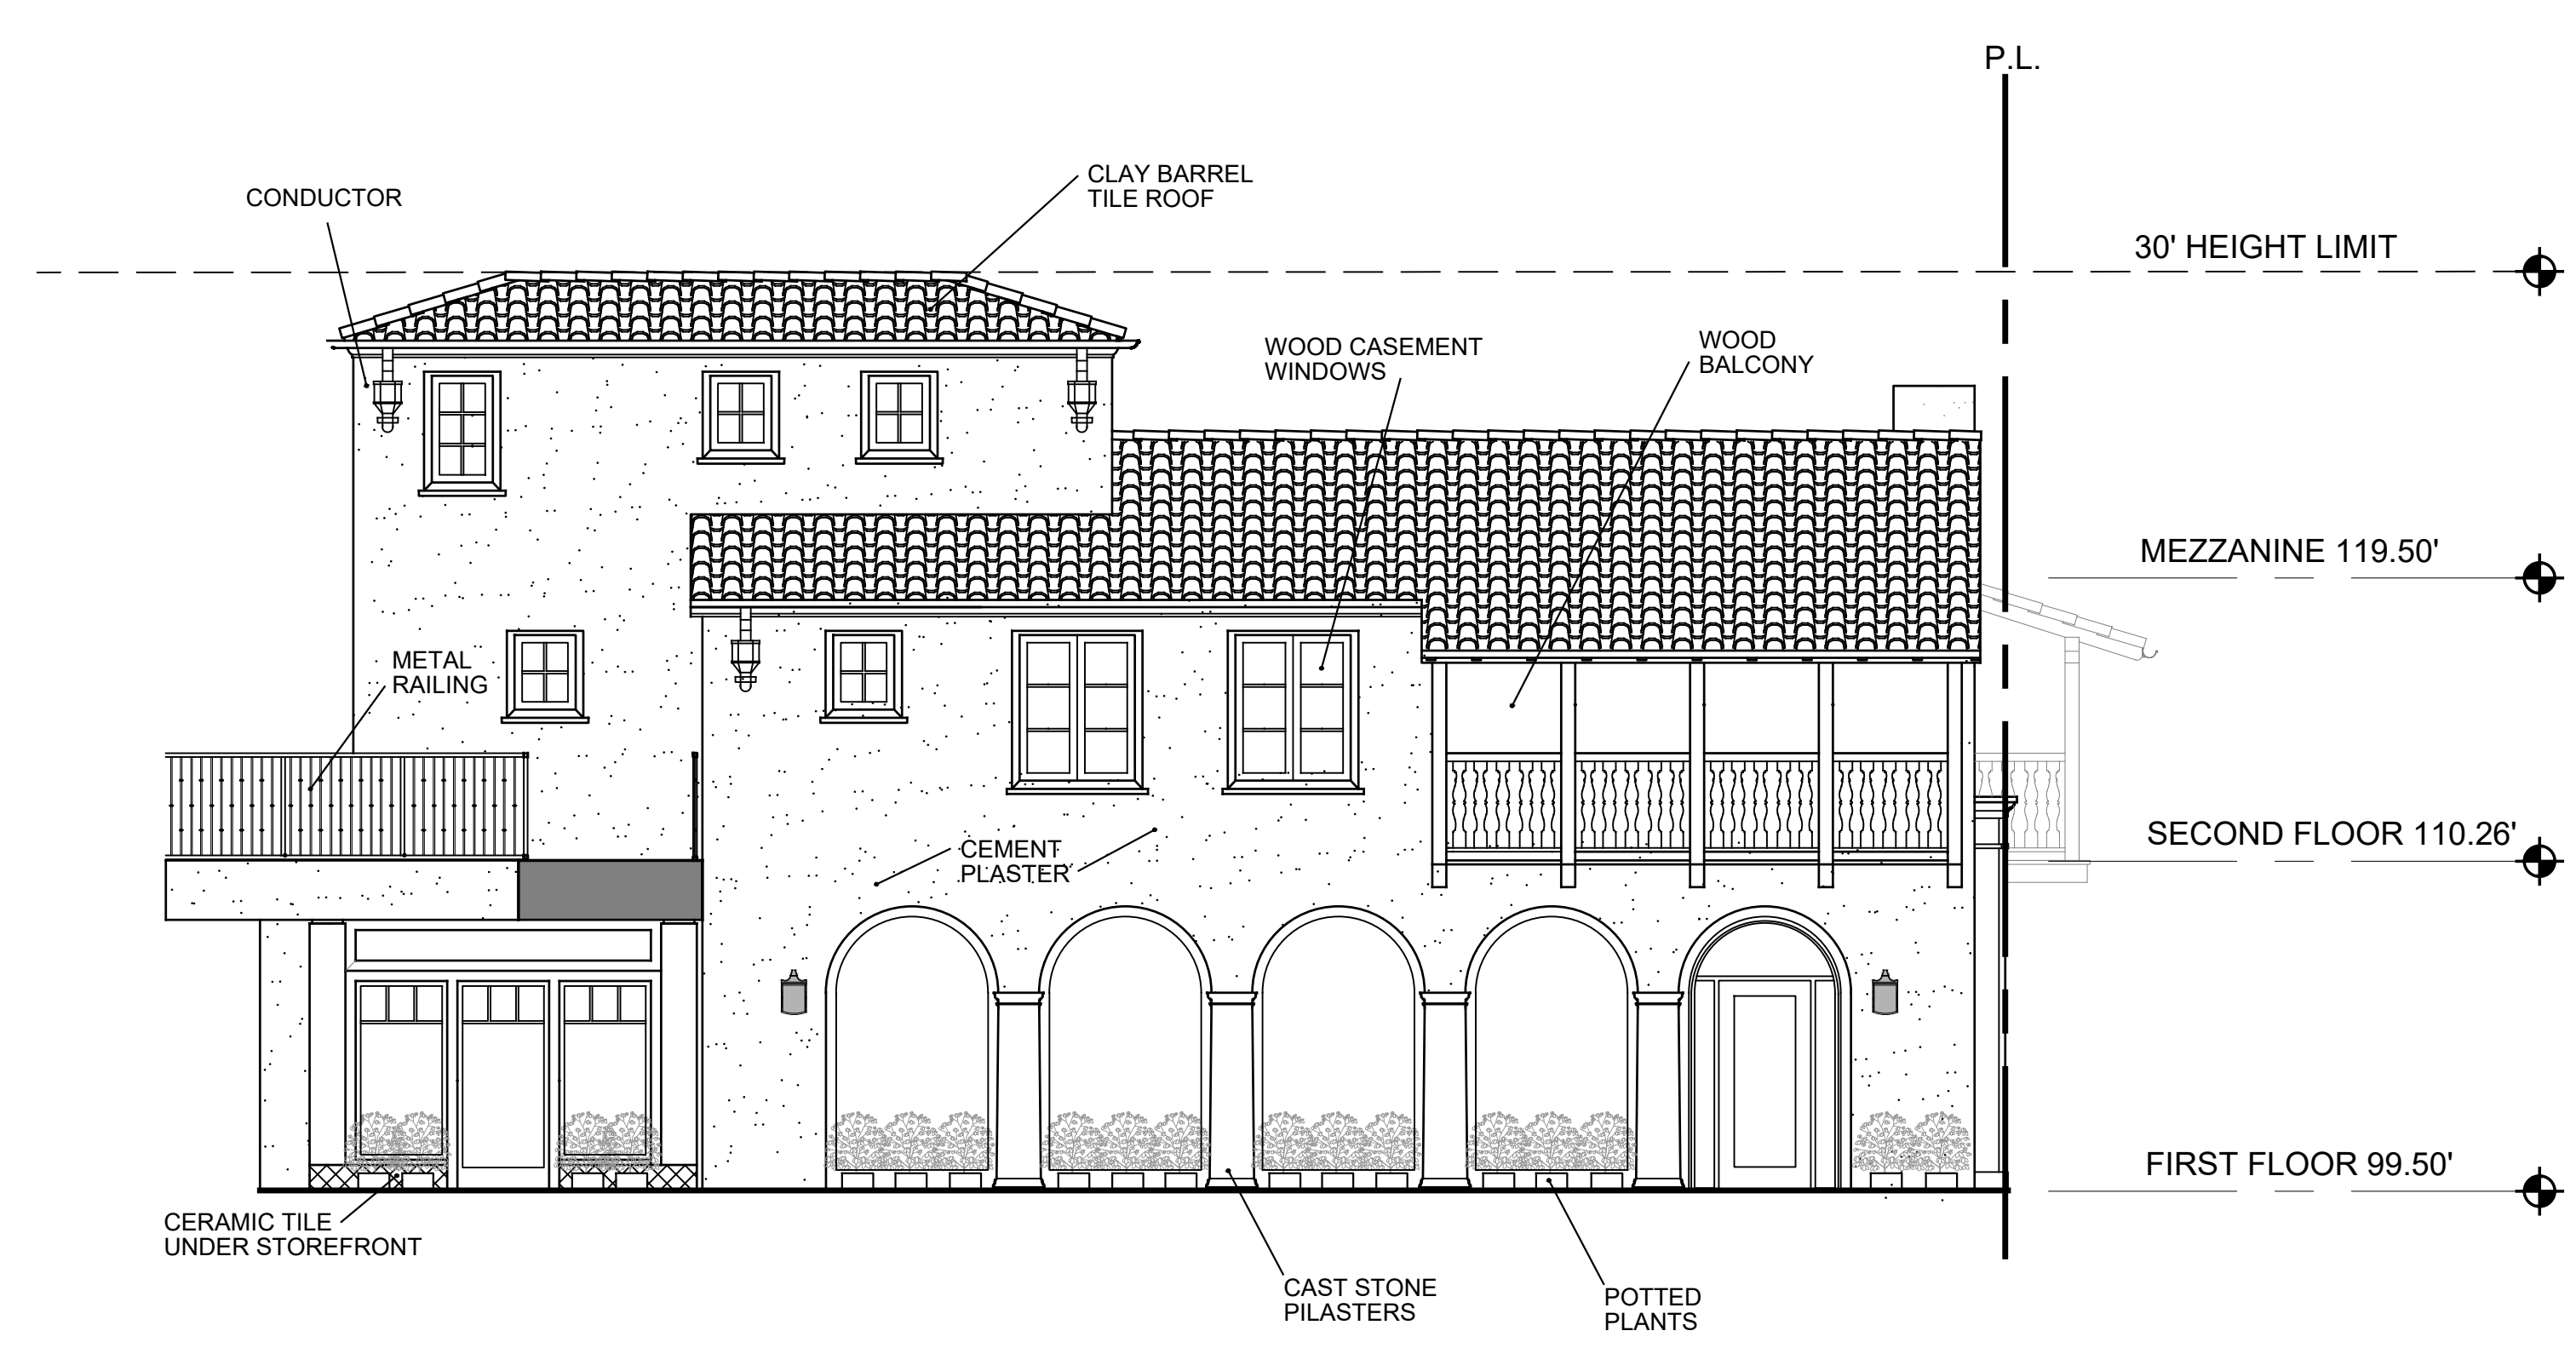 P.L.
CLAY BARREL
TILE ROOF
CONDUCTOR
30' HEIGHT LIMIT
WOOD CASEMENT
WINDOWS
WOOD
BALCONY
MEZZANINE 119.50'
METAL
RAILING
SECOND FLOOR 110.26'
CEMENT
PLASTER
FIRST FLOOR 99.50'
CERAMIC TILE
UNDER STOREFRONT
CAST STONE
PILASTERS
POTTED
PLANTS